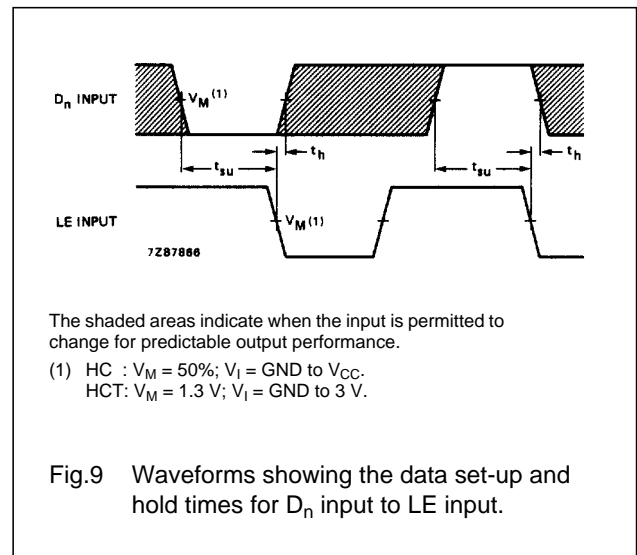 Dn INPUT
VM(1)
th
th
tsu
tsu
LE INPUT
VM(1)
7Z87866
The shaded areas indicate when the input is permitted to
change for predictable output performance.
(1) HC : VM = 50%; VI = GND to VCC.
HCT: VM = 1.3 V; VI = GND to 3 V.
Fig.9 Waveforms showing the data set-up and
hold times for Dn input to LE input.